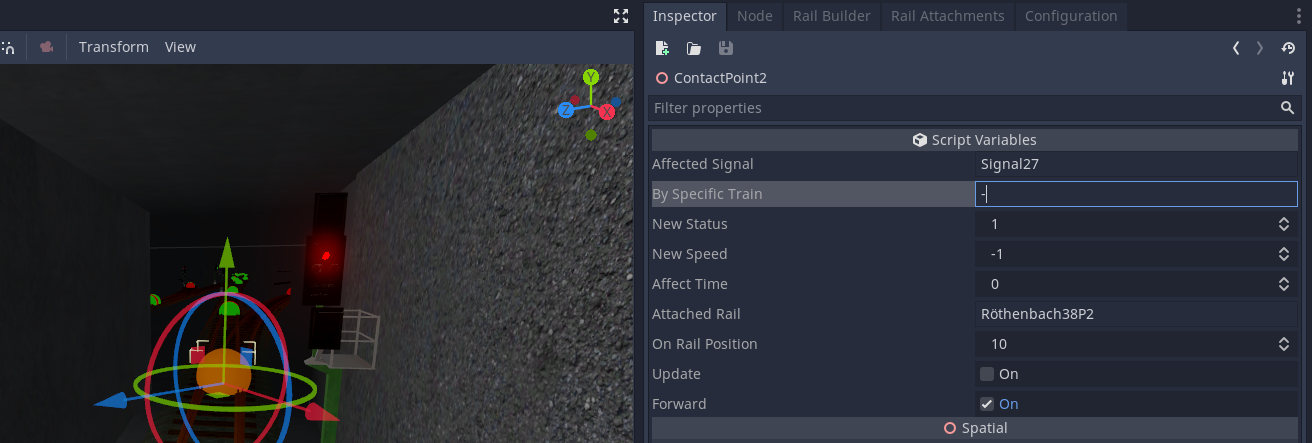 Inspector Node Rail Builder Rail Attachments Configuration
Transform View
ContactPoint2
Filter properties
Y
Z X
Script Variables
Affected Signal Signal27
By Specific Train -
New Status 1
New Speed -1
Affect Time 0
Attached Rail Röthenbach38P2
On Rail Position 10
Update On
Forward On
Spatial